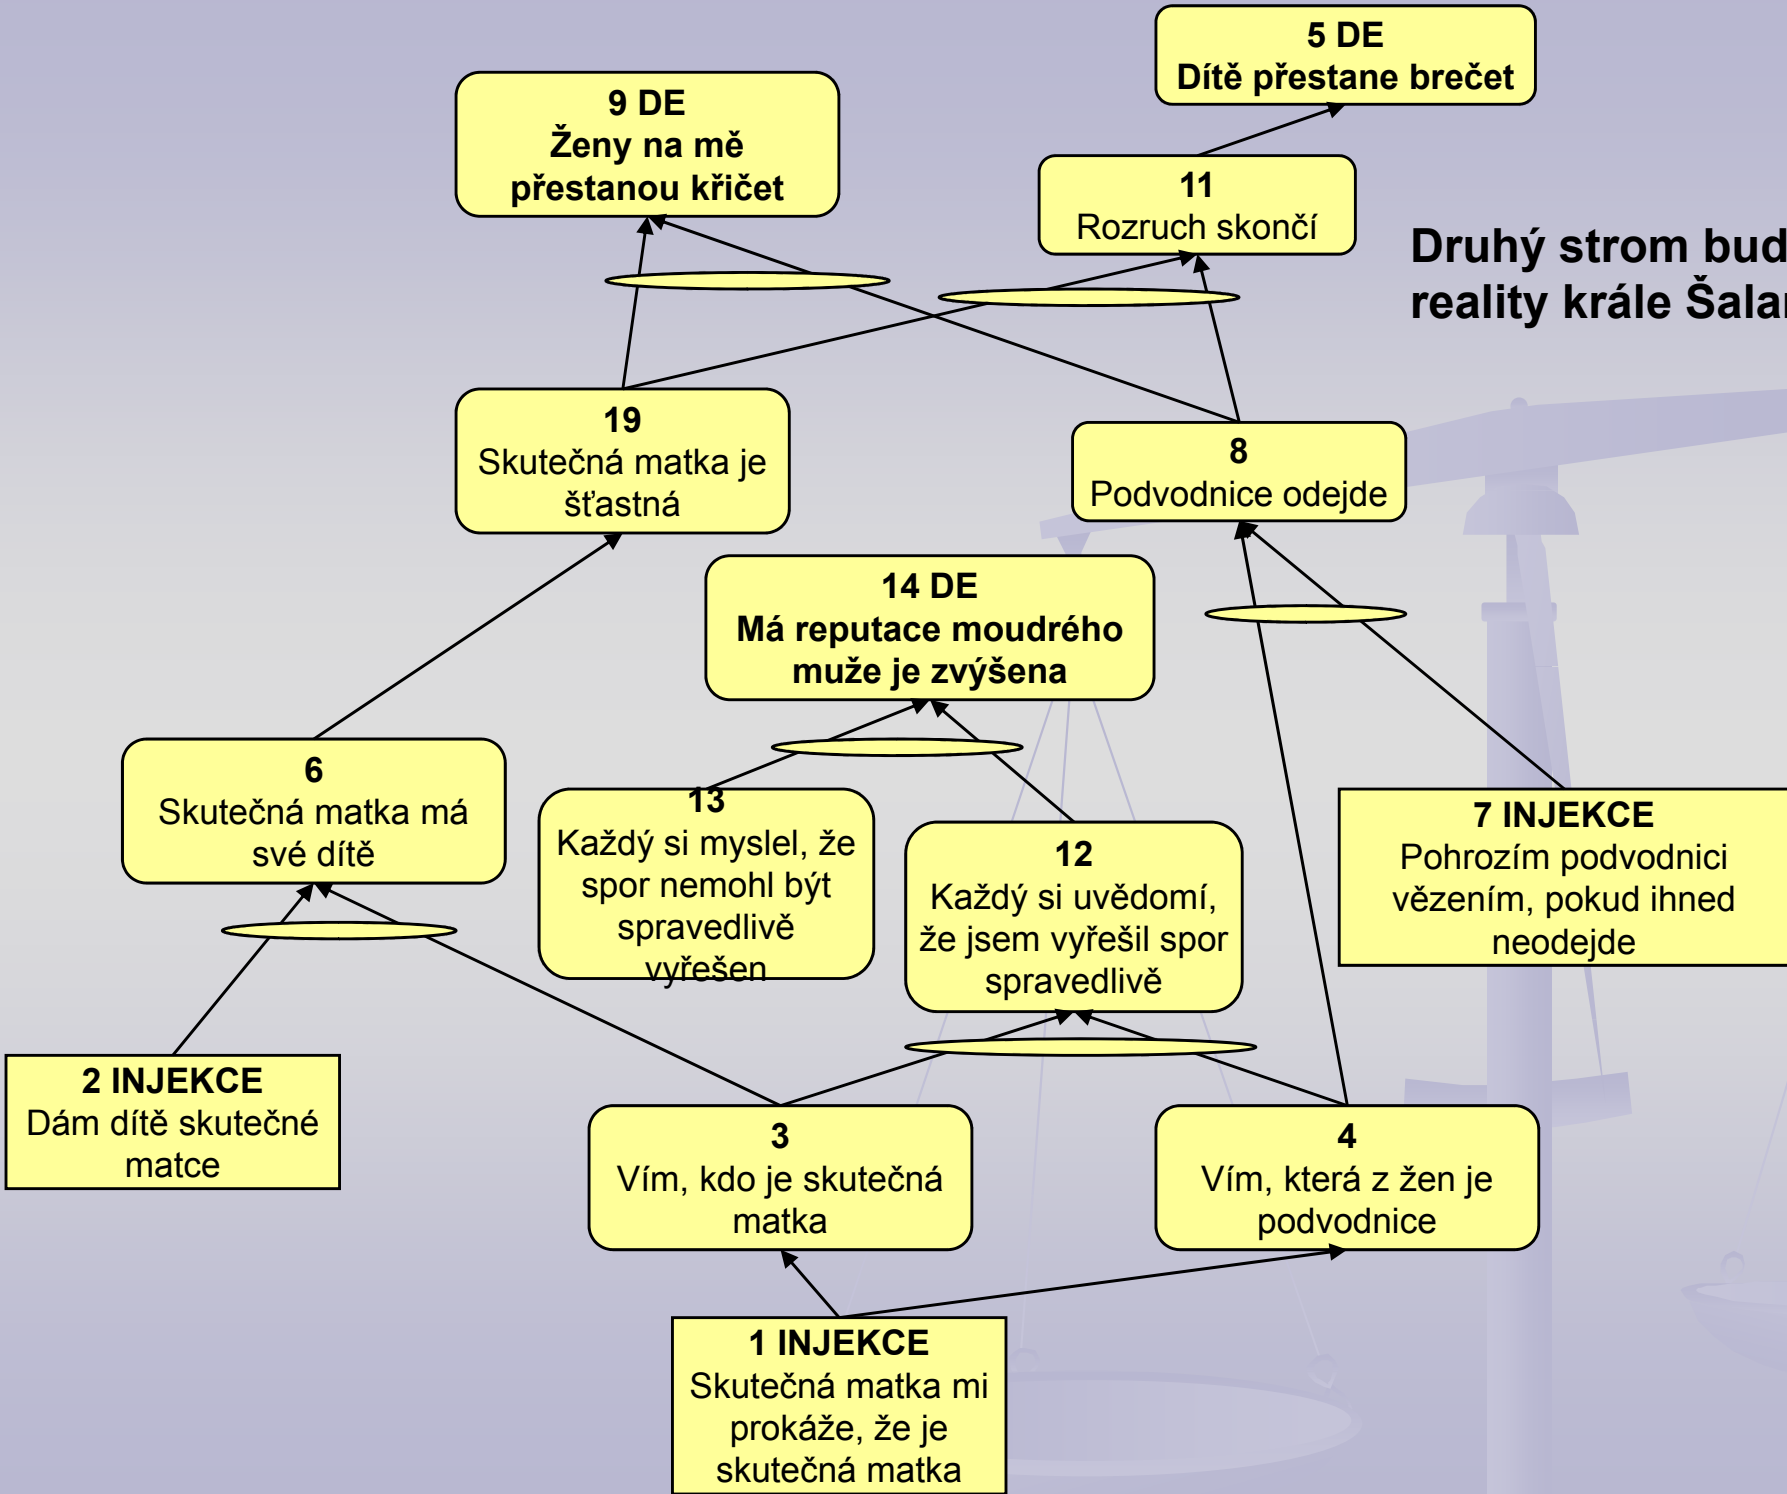 5 DE
Dítě přestane brečet
9 DE
Ženy na mě
přestanou křičet
11
Rozruch skončí
Druhý strom bud
reality krále Šala
19
Skutečná matka je
šťastná
8
Podvodnice odejde
14 DE
Má reputace moudrého
muže je zvýšena
6
Skutečná matka má
své dítě
13
Každý si myslel, že
spor nemohl být
spravedlivě
vyřešen
12
Každý si uvědomí,
že jsem vyřešil spor
spravedlivě
7 INJEKCE
Pohrozím podvodnici
vězením, pokud ihned
neodejde
2 INJEKCE
Dám dítě skutečné
matce
3
Vím, kdo je skutečná
matka
4
Vím, která z žen je
podvodnice
1 INJEKCE
Skutečná matka mi
prokáže, že je
skutečná matka